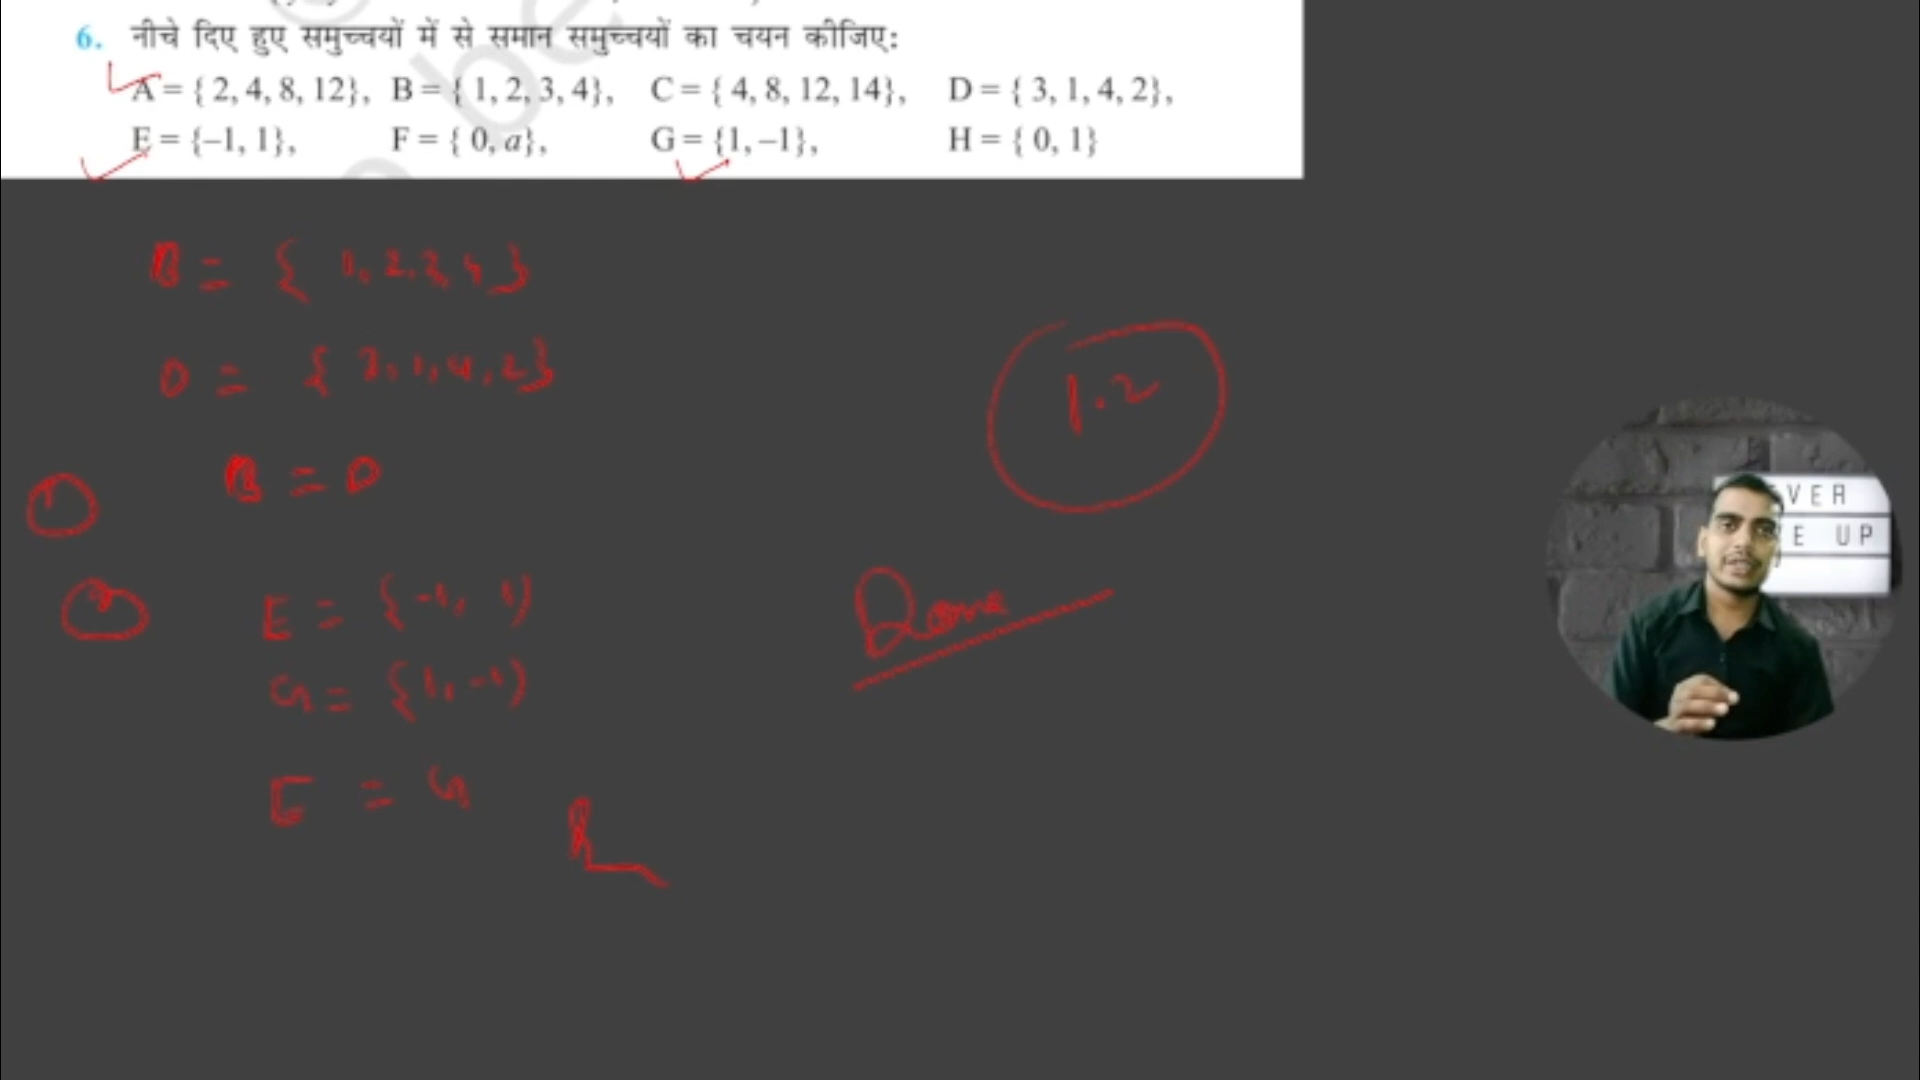 6. नीचे दिए हुए समुच्चयों में से समान समुच्चयों का चयन कीजिए:
A = { 2, 4, 8, 12}, B = { 1, 2, 3, 4}, C = { 4, 8, 12, 14}, D = { 3, 1, 4, 2},
E = {–1, 1}, F = { 0, a}, G = {1, –1}, H = { 0, 1}
B = { 1, 2, 3, 4 }
D = { 3, 1, 4, 2 }
1.2
1 B = D
2 E = { -1, 1 }
G = { 1, -1 }
Done
E = G
VER
E UP